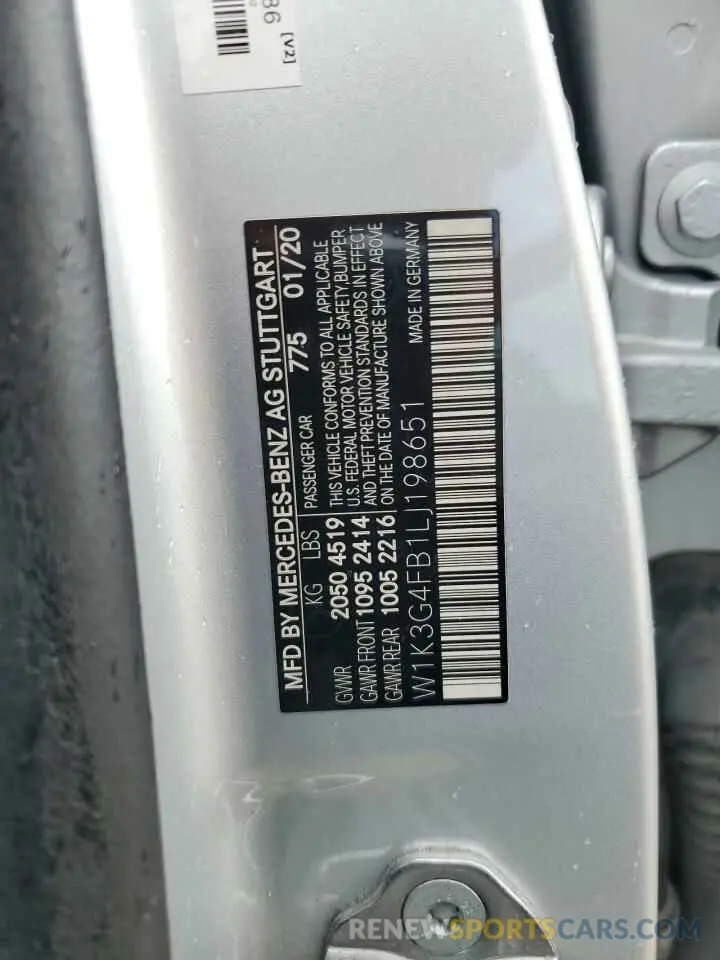 86
[V2]
MFD BY MERCEDES-BENZ AG STUTTGART
KG LBS PASSENGER CAR 775 01/20
GVWR 2050 4519 THIS VEHICLE CONFORMS TO ALL APPLICABLE
U.S. FEDERAL MOTOR VEHICLE SAFETY, BUMPER
GAWR FRONT 1095 2414 AND THEFT PREVENTION STANDARDS IN EFFECT
GAWR REAR 1005 2216 ON THE DATE OF MANUFACTURE SHOWN ABOVE
W1K3G4FB1LJ198651 MADE IN GERMANY
RENEWSPORTSCARS.COM